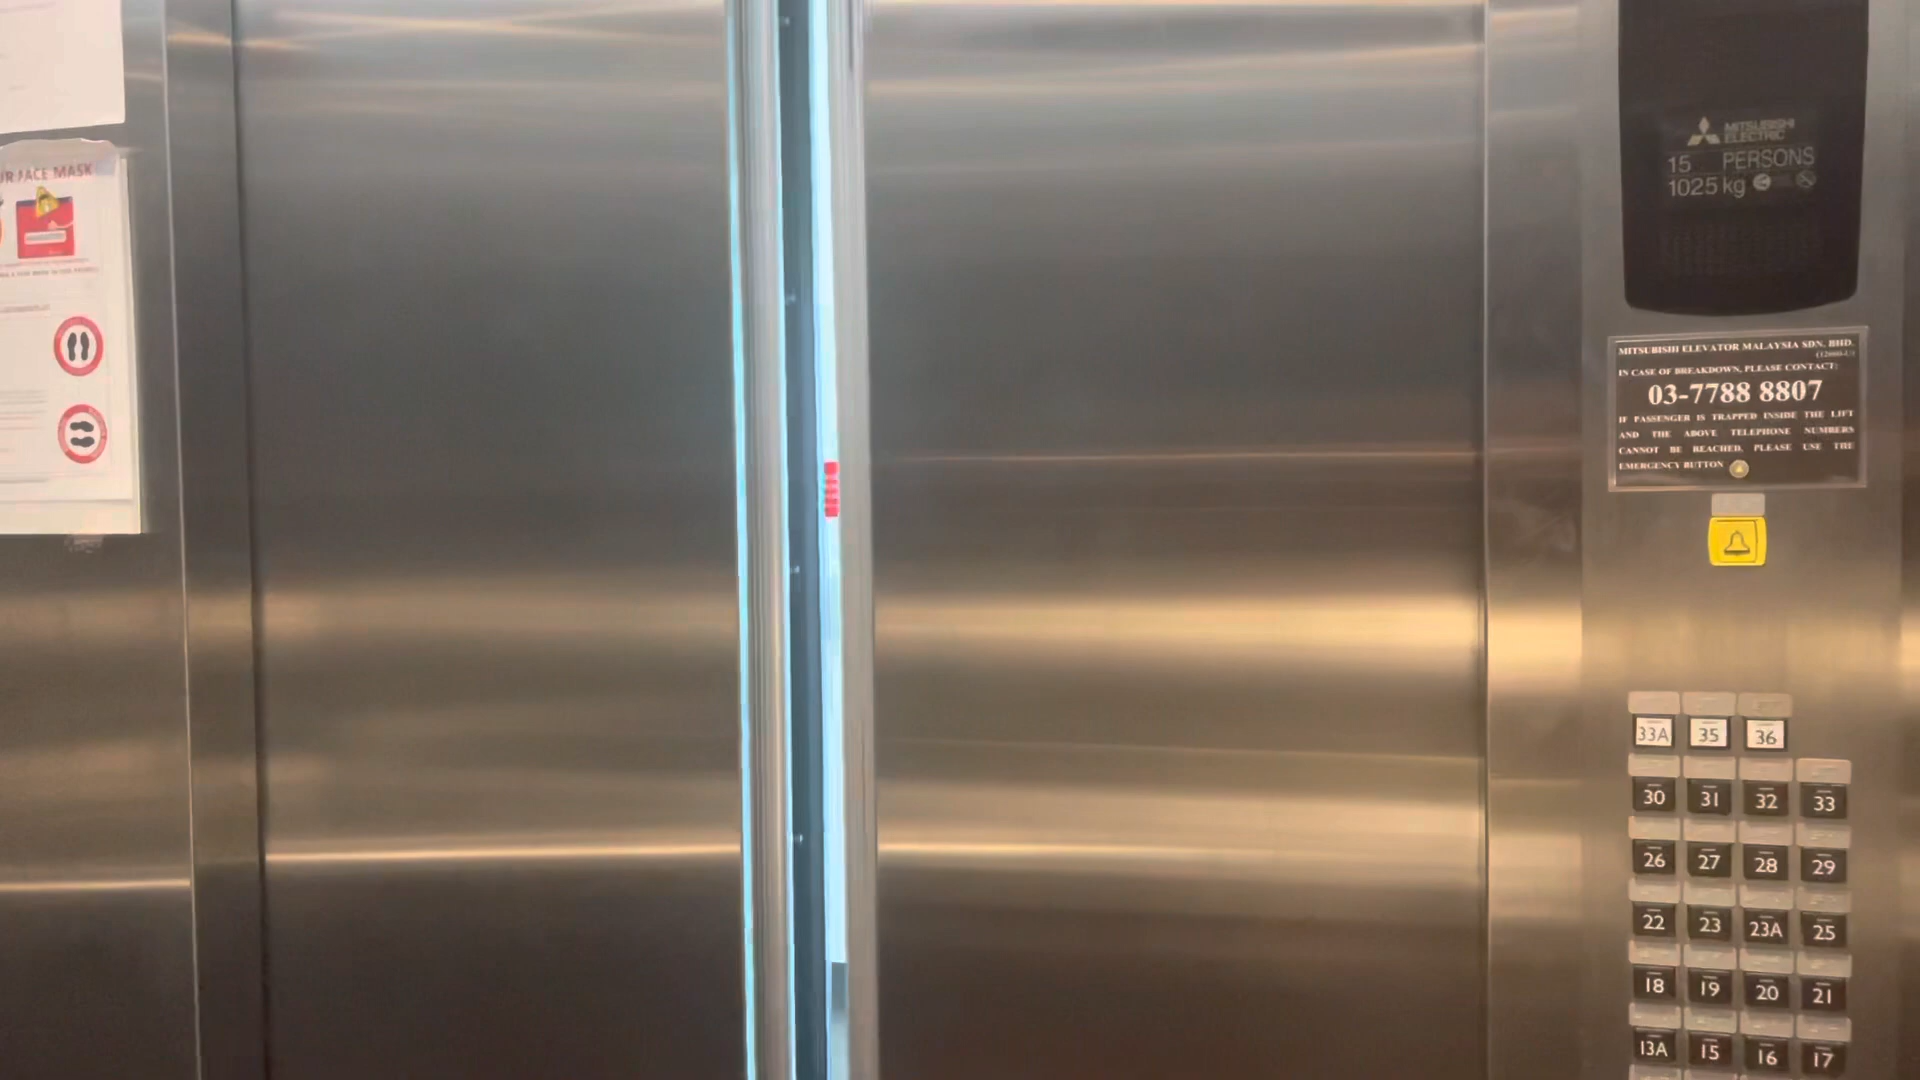 FACE MASK
MITSUBISHI
ELECTRIC
15 PERSONS
1025 kg
MITSUBISHI ELEVATOR MALAYSIA SDN. BHD.
IN CASE OF BREAKDOWN, PLEASE CONTACT:
03-7788 8807
IF PASSENGER IS TRAPPED INSIDE THE LIFT
AND THE ABOVE TELEPHONE NUMBERS
CANNOT BE REACHED, PLEASE USE THE
EMERGENCY BUTTON
33A 35 36
30 31 32 33
26 27 28 29
22 23 23A 25
18 19 20 21
13A 15 16 17